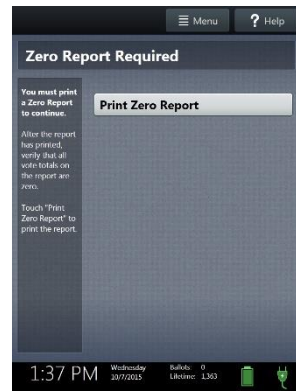 Menu
? Help
Zero Report Required
You must print
a Zero Report
to continue.
After the report
has printed,
verify that all
vote totals on
the report are
zero.
Touch "Print
Zero Report" to
print the report.
Print Zero Report
1:37 PM
Wednesday
10/7/2015
Ballots: 0
Lifetime: 1,363